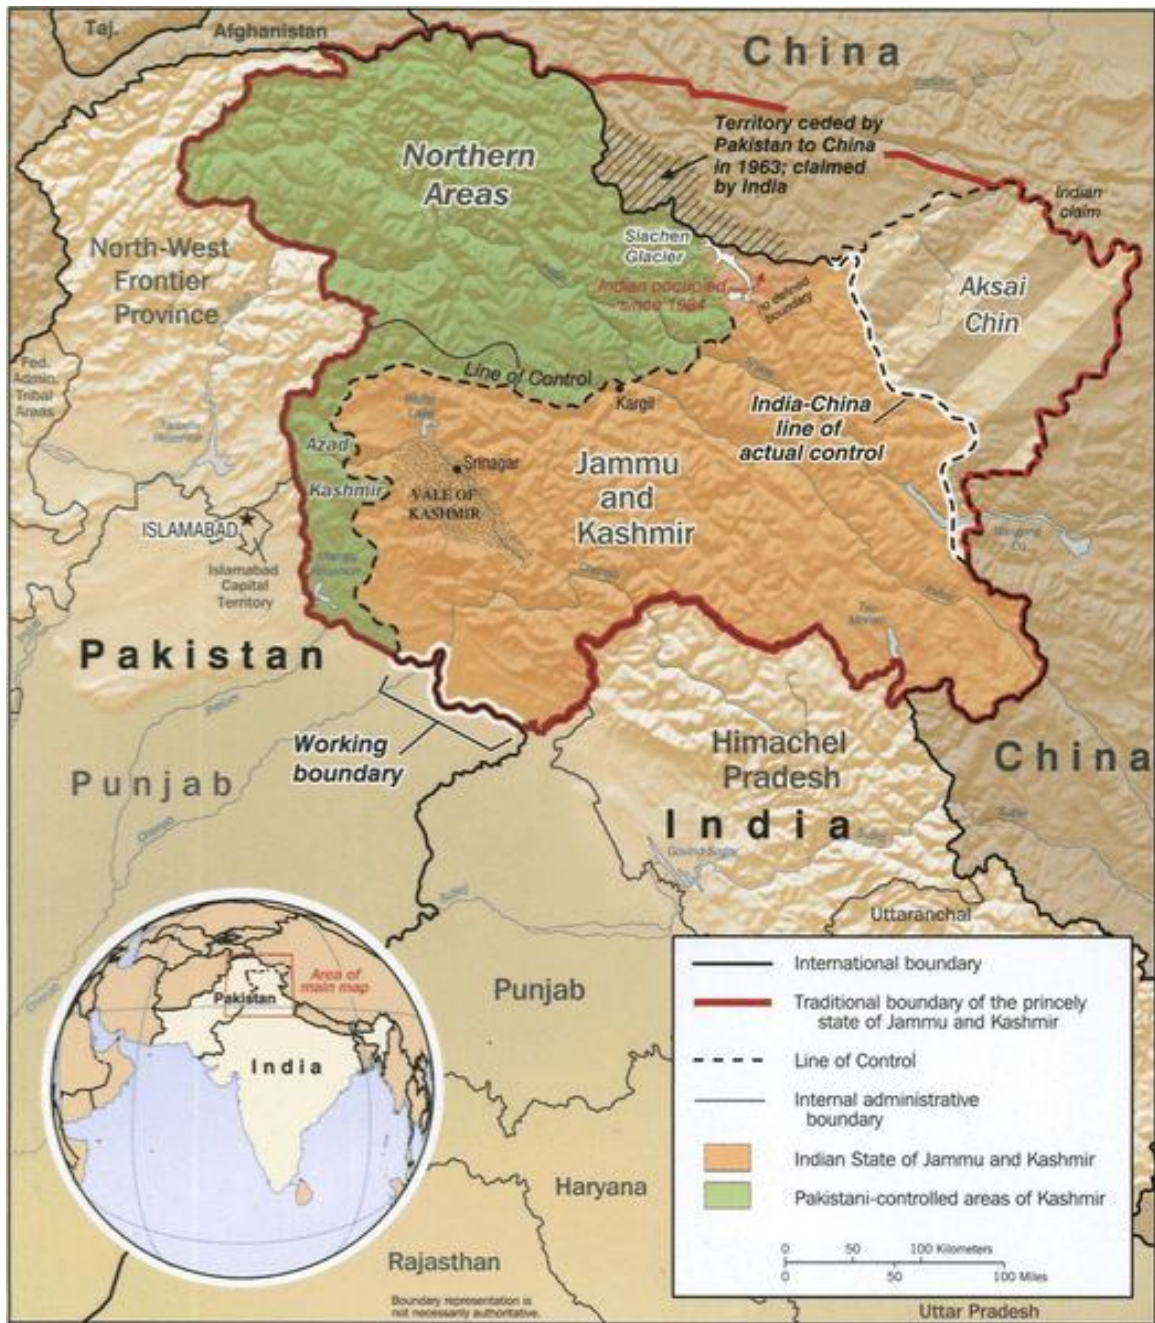 Taj.
Afghanistan
China
Territory ceded by
Pakistan to China
in 1963; claimed
by India
Northern
Areas
Indian
claim
Siachen
Glacier
Indian occupied
since 1984
no defined
boundary
North-West
Frontier
Province
Aksai
Chin
Fed.
Admin.
Tribal
Areas
Line of Control
Kargil
India-China
line of
actual control
Azad
Kashmir
Srinagar
VALE OF
KASHMIR
Jammu
and
Kashmir
ISLAMABAD
Islamabad
Capital
Territory
Pakistan
Working
boundary
Punjab
Himachel
Pradesh
India
China
Govind Sagar
Uttaranchal
Punjab
Haryana
Rajasthan
Uttar Pradesh
Area of
main map
Pakistan
India
International boundary
Traditional boundary of the princely
state of Jammu and Kashmir
Line of Control
Internal administrative
boundary
Indian State of Jammu and Kashmir
Pakistani-controlled areas of Kashmir
0 50 100 Kilometers
0 50 100 Miles
Boundary representation is
not necessarily authoritative.